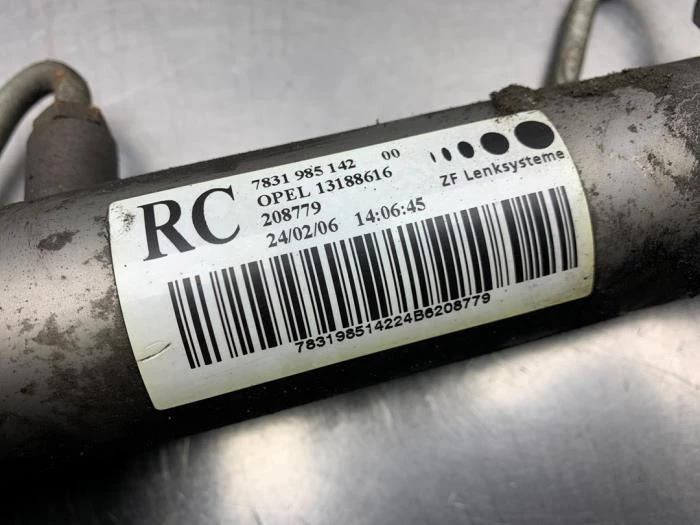 RC
7831 985 142 00
OPEL 13188616
208779
24/02/06 14:06:45
ZF Lenksysteme
783198514224B6208779